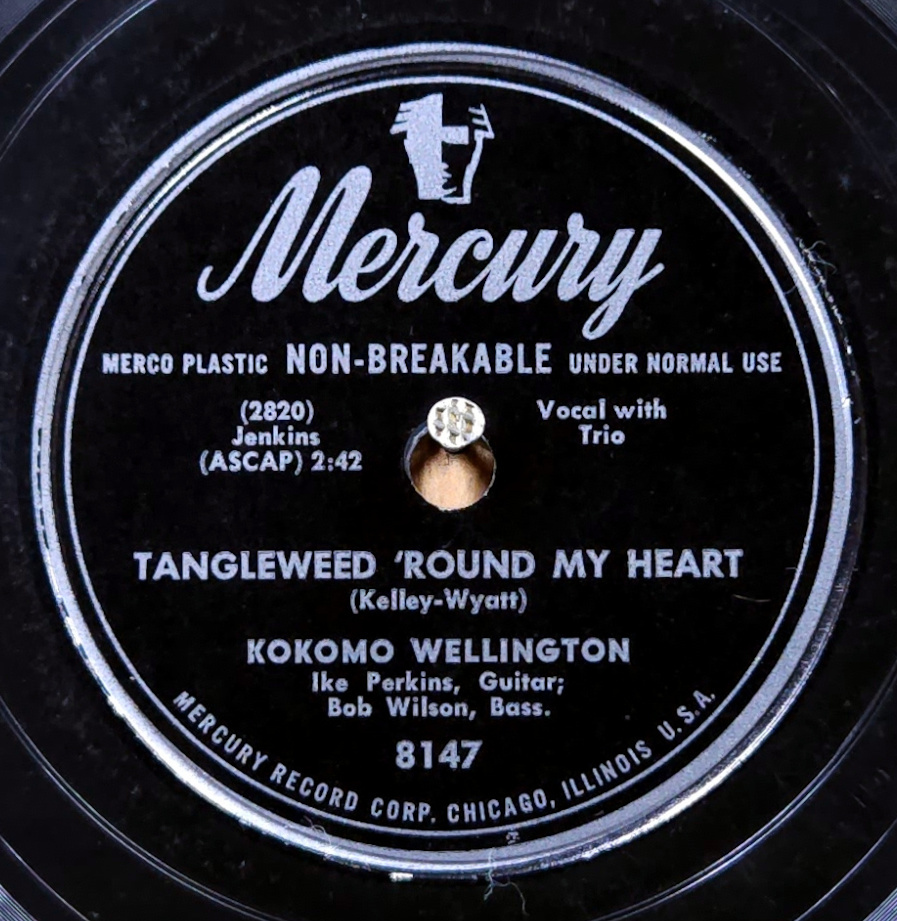 Mercury
MERCO PLASTIC NON-BREAKABLE UNDER NORMAL USE
(2820)
Jenkins
(ASCAP) 2:42
Vocal with
Trio
TANGLEWEED ’ROUND MY HEART
(Kelley-Wyatt)
KOKOMO WELLINGTON
Ike Perkins, Guitar;
Bob Wilson, Bass.
8147
MERCURY RECORD CORP. CHICAGO, ILLINOIS U.S.A.